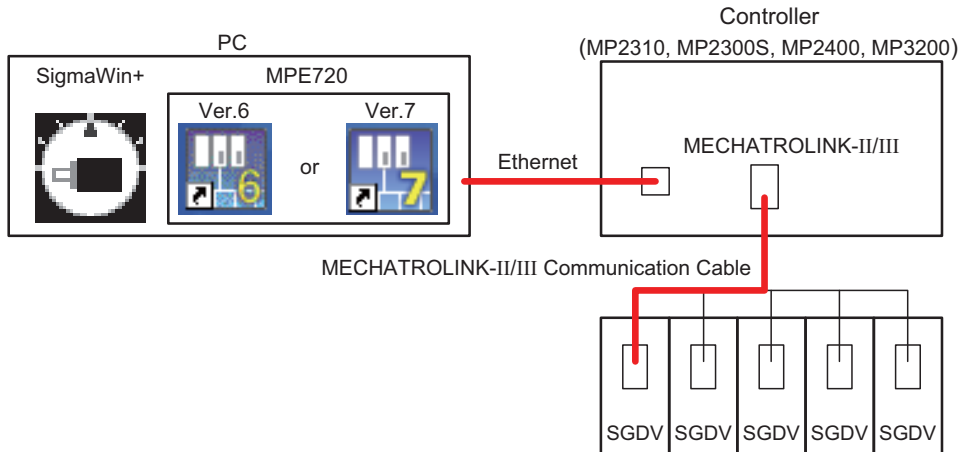 Controller
(MP2310, MP2300S, MP2400, MP3200)
PC
SigmaWin+
MPE720
Ver.6
or
Ver.7
6
7
Ethernet
MECHATROLINK-II/III
MECHATROLINK-II/III Communication Cable
SGDV SGDV SGDV SGDV SGDV